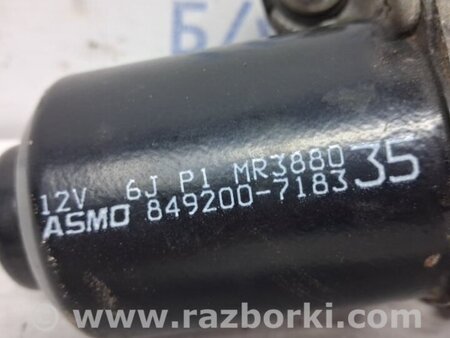 Б/У
12V 6J P1 MR3880 35
ASMO 849200-7183
www.razborki.com